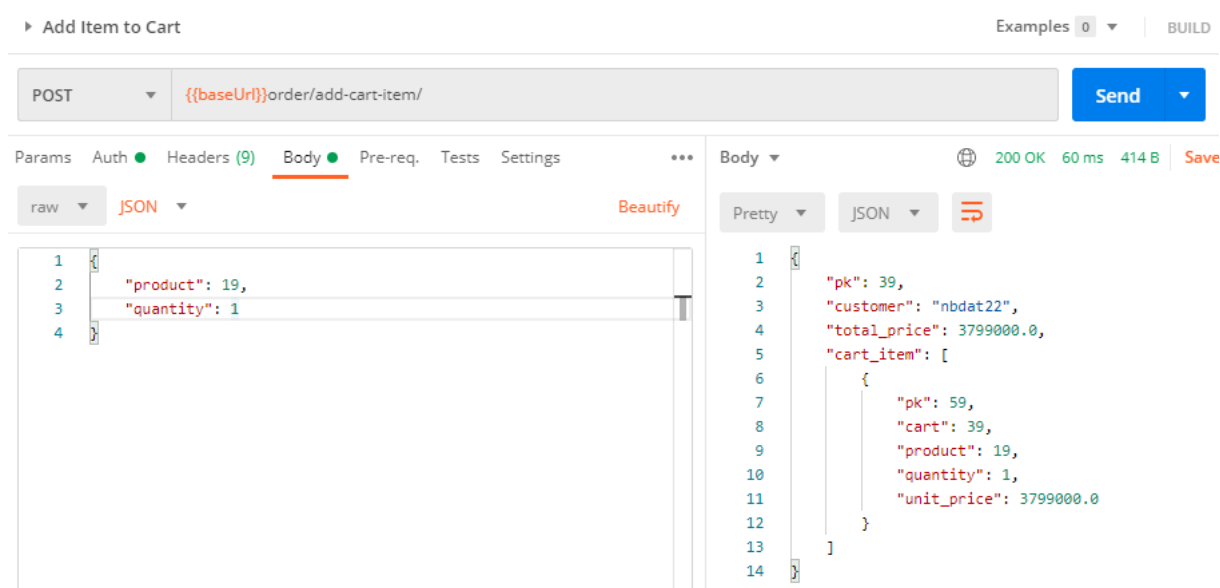 Add Item to Cart
Examples 0
BUILD
POST
{{baseUrl}}order/add-cart-item/
Send
Params Auth Headers (9) Body Pre-req. Tests Settings
raw JSON
Beautify
1 {
2 "product": 19,
3 "quantity": 1
4 }
Body
200 OK 60 ms 414 B Save
Pretty JSON
1 {
2 "pk": 39,
3 "customer": "nbdat22",
4 "total_price": 3799000.0,
5 "cart_item": [
6 {
7 "pk": 59,
8 "cart": 39,
9 "product": 19,
10 "quantity": 1,
11 "unit_price": 3799000.0
12 }
13 ]
14 }